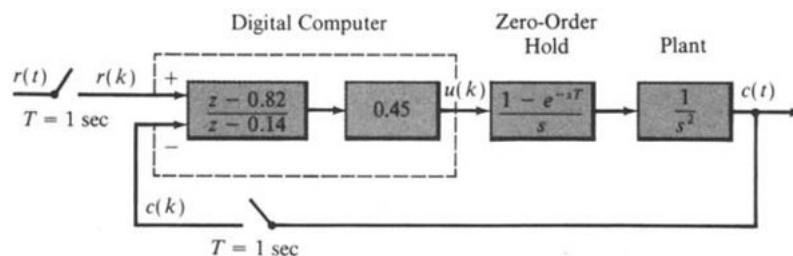 Digital Computer
Zero-Order
Hold
Plant
r(t)
r(k)
+
z − 0.82
z − 0.14
0.45
u(k)
1 − e^{−sT}
s
1
s²
c(t)
T = 1 sec
−
c(k)
T = 1 sec